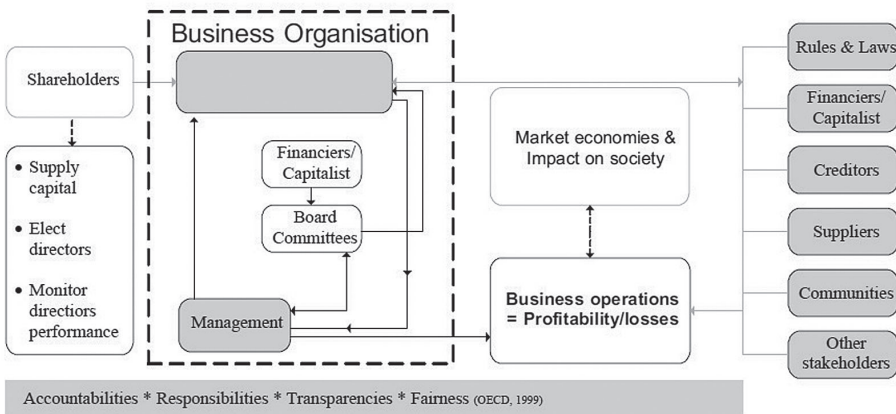 Business Organisation
Shareholders
• Supply
capital
• Elect
directors
• Monitor
directiors
performance
Financiers/
Capitalist
Board
Committees
Management
Market economies &
Impact on society
Business operations
= Profitability/losses
Rules & Laws
Financiers/
Capitalist
Creditors
Suppliers
Communities
Other
stakeholders
Accountabilities * Responsibilities * Transparencies * Fairness (OECD, 1999)